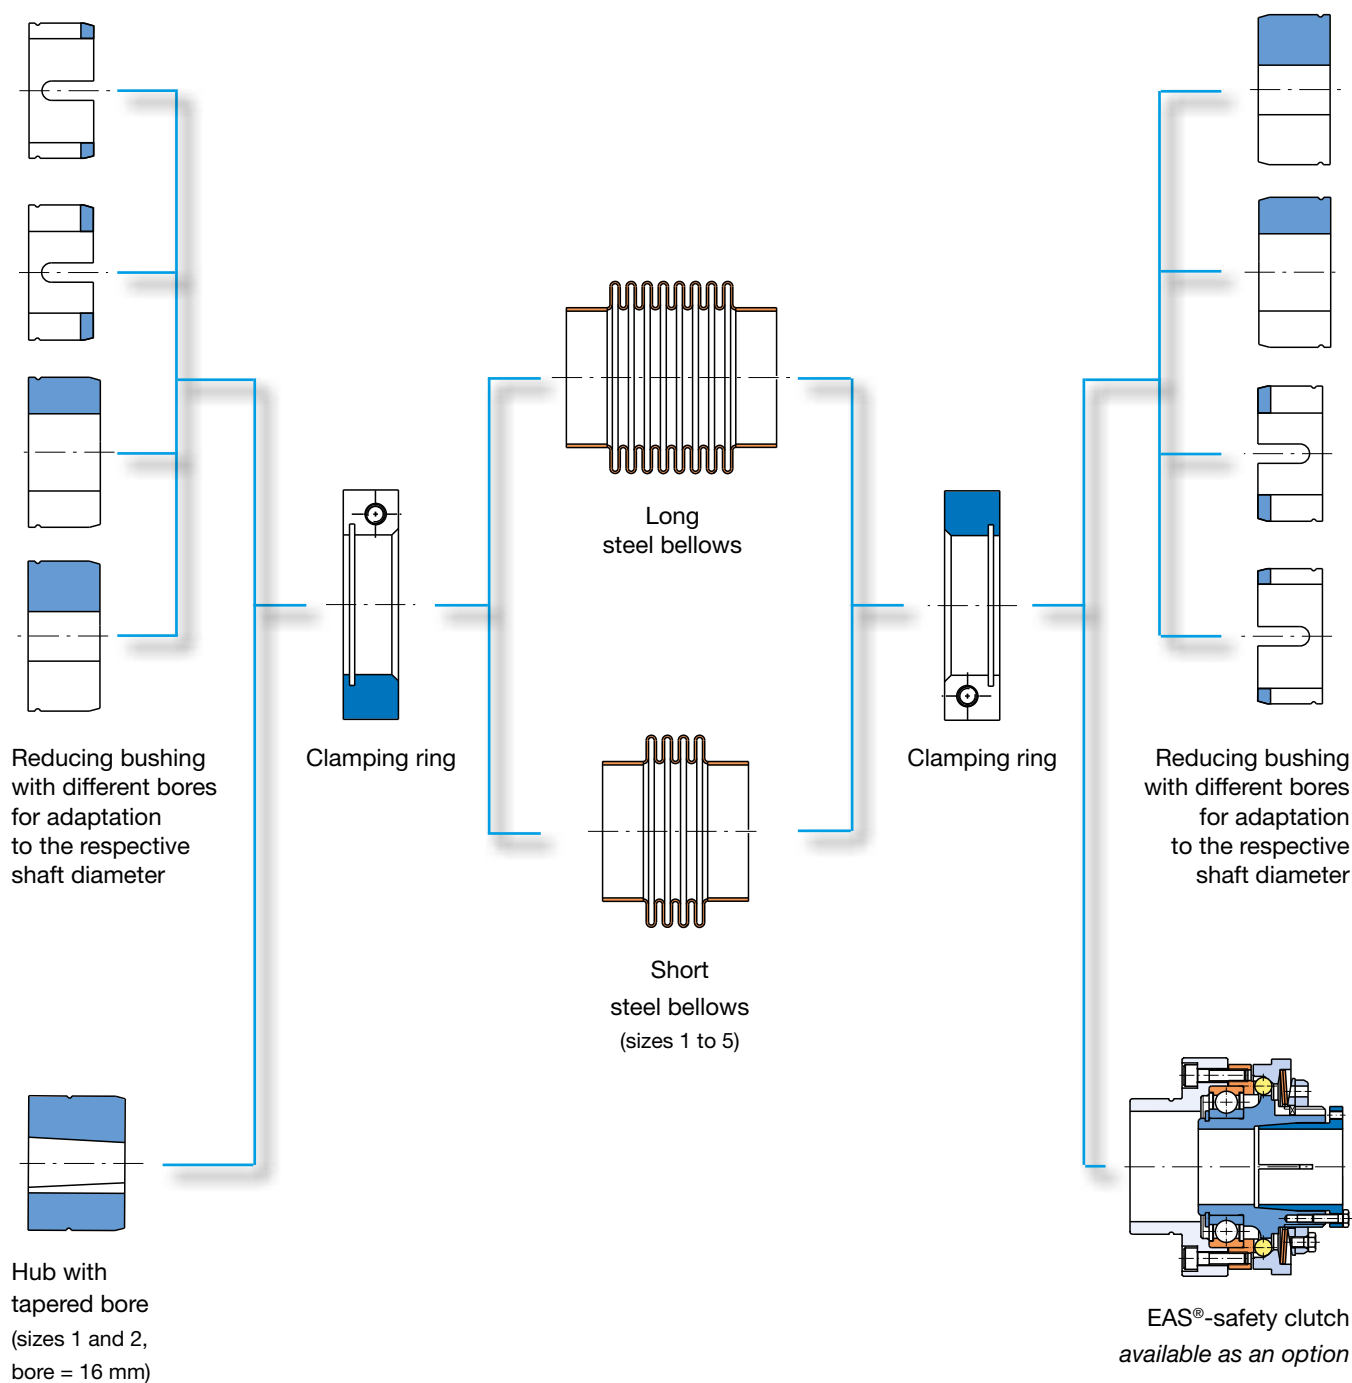 Long
steel bellows
Reducing bushing
with different bores
for adaptation
to the respective
shaft diameter
Clamping ring
Clamping ring
Reducing bushing
with different bores
for adaptation
to the respective
shaft diameter
Short
steel bellows
(sizes 1 to 5)
Hub with
tapered bore
(sizes 1 and 2,
bore = 16 mm)
EAS®-safety clutch
available as an option